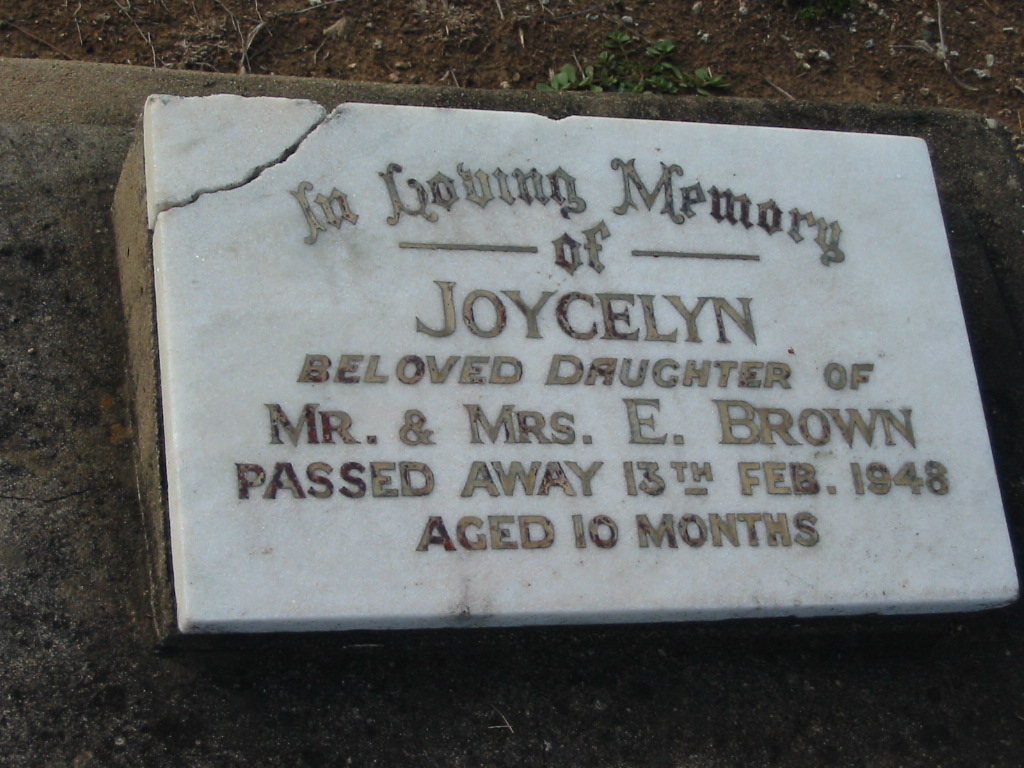 In Loving Memory
of
JOYCELYN
BELOVED DAUGHTER OF
MR. & MRS. E. BROWN
PASSED AWAY 13TH FEB. 1948
AGED 10 MONTHS